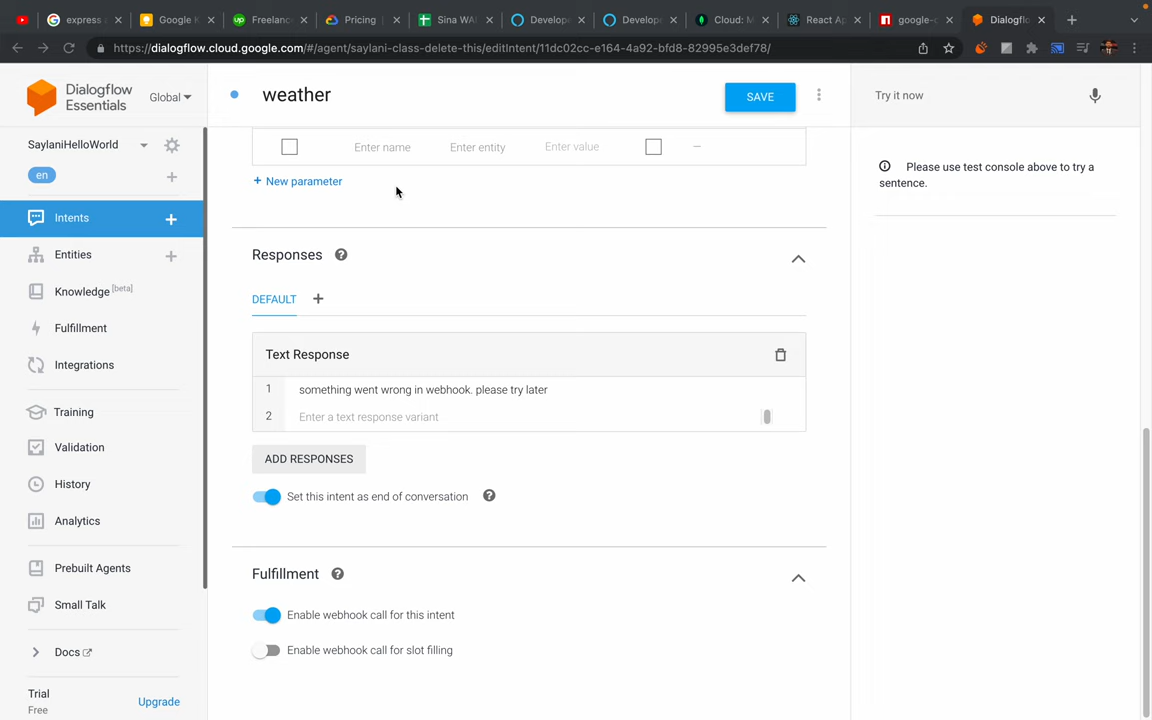 express a
Google K
Freelanc
Pricing
Sina WA
Develop
Develope
Cloud: M
React Ap
google-c
Dialogflo
https://dialogflow.cloud.google.com/#/agent/saylani-class-delete-this/editIntent/11dc02cc-e164-4a92-bfd8-82995e3def78/
Dialogflow
Essentials
Global
weather
SAVE
Try it now
SaylaniHelloWorld
en
Intents
Entities
Knowledge [beta]
Fulfillment
Integrations
Training
Validation
History
Analytics
Prebuilt Agents
Small Talk
Docs
Trial
Free
Upgrade
Enter name
Enter entity
Enter value
–
+ New parameter
Responses
DEFAULT
Text Response
1 something went wrong in webhook. please try later
2 Enter a text response variant
ADD RESPONSES
Set this intent as end of conversation
Fulfillment
Enable webhook call for this intent
Enable webhook call for slot filling
Please use test console above to try a
sentence.